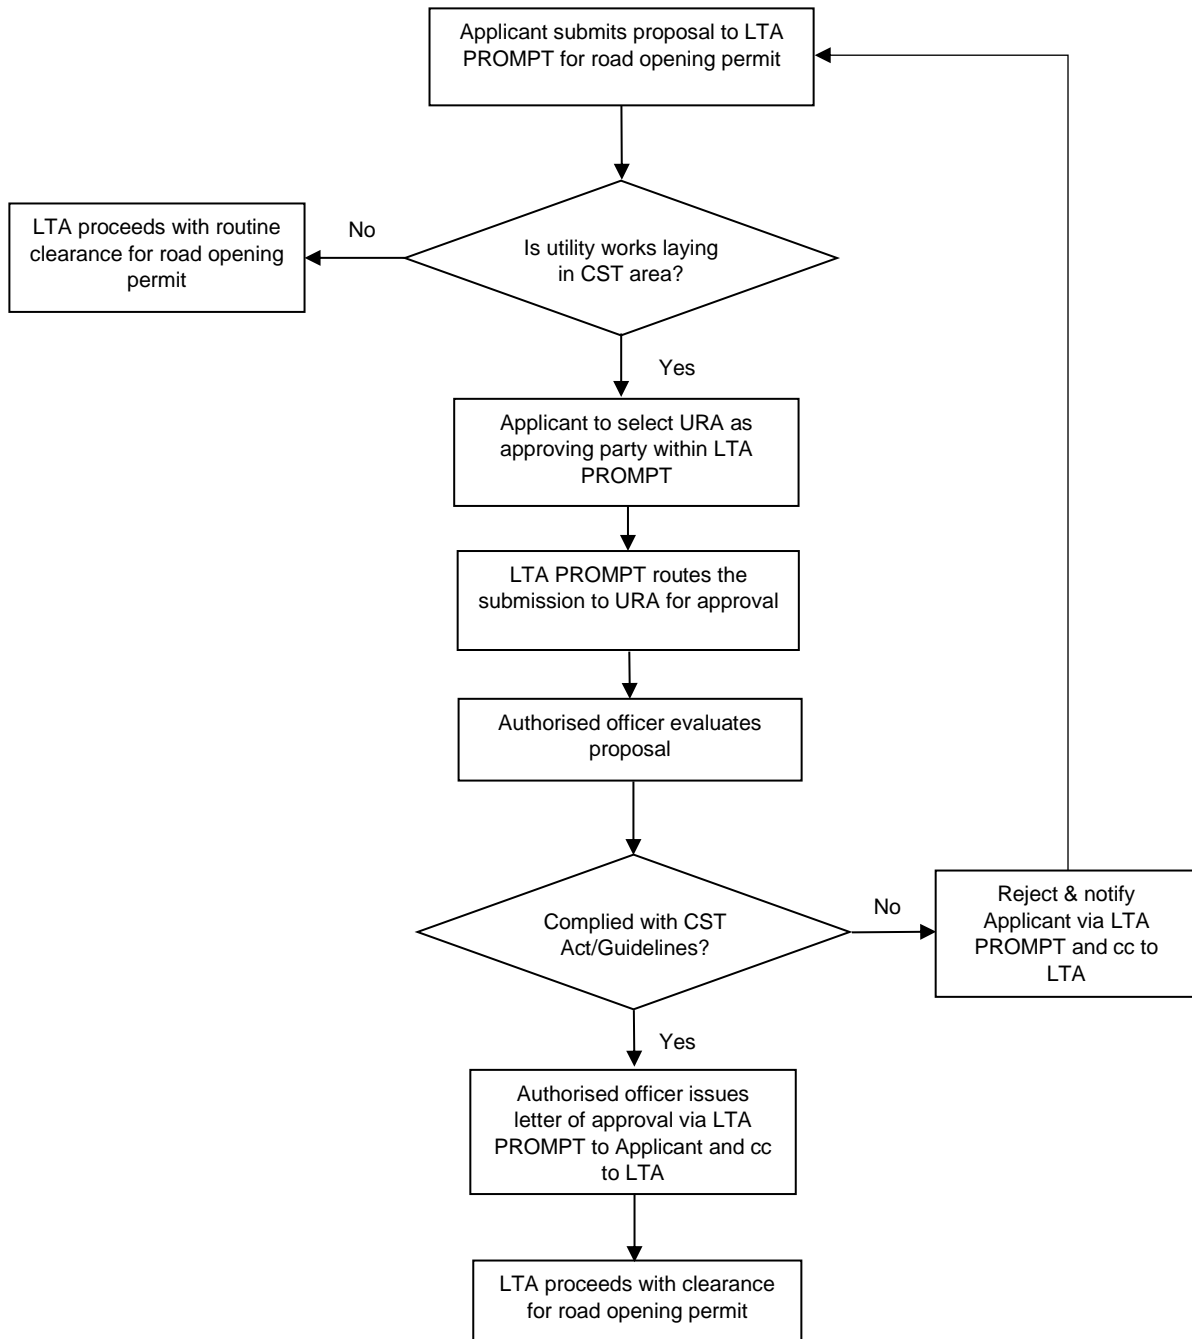 Applicant submits proposal to LTA
PROMPT for road opening permit
LTA proceeds with routine
clearance for road opening
permit
No
Is utility works laying
in CST area?
Yes
Applicant to select URA as
approving party within LTA
PROMPT
LTA PROMPT routes the
submission to URA for approval
Authorised officer evaluates
proposal
Complied with CST
Act/Guidelines?
No
Reject & notify
Applicant via LTA
PROMPT and cc to
LTA
Yes
Authorised officer issues
letter of approval via LTA
PROMPT to Applicant and cc
to LTA
LTA proceeds with clearance
for road opening permit